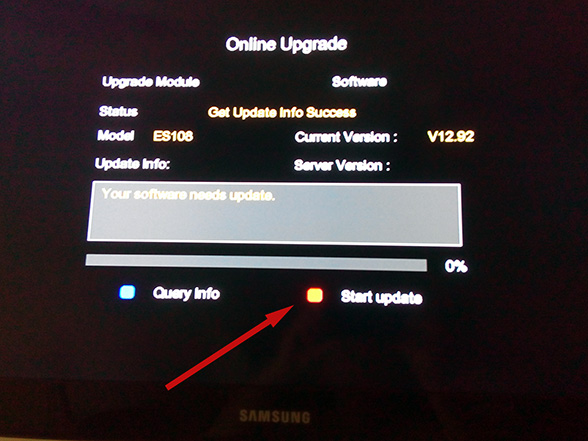 Online Upgrade
Upgrade Module Software
Status Get Update Info Success
Model ES108 Current Version : V12.92
Update Info: Server Version :
Your software needs update.
0%
Query Info Start update
SAMSUNG